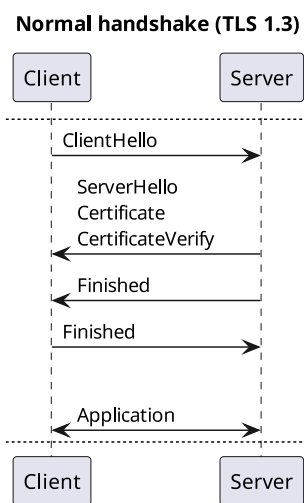 Normal handshake (TLS 1.3)
Client
Server
ClientHello
ServerHello
Certificate
CertificateVerify
Finished
Finished
Application
Client
Server